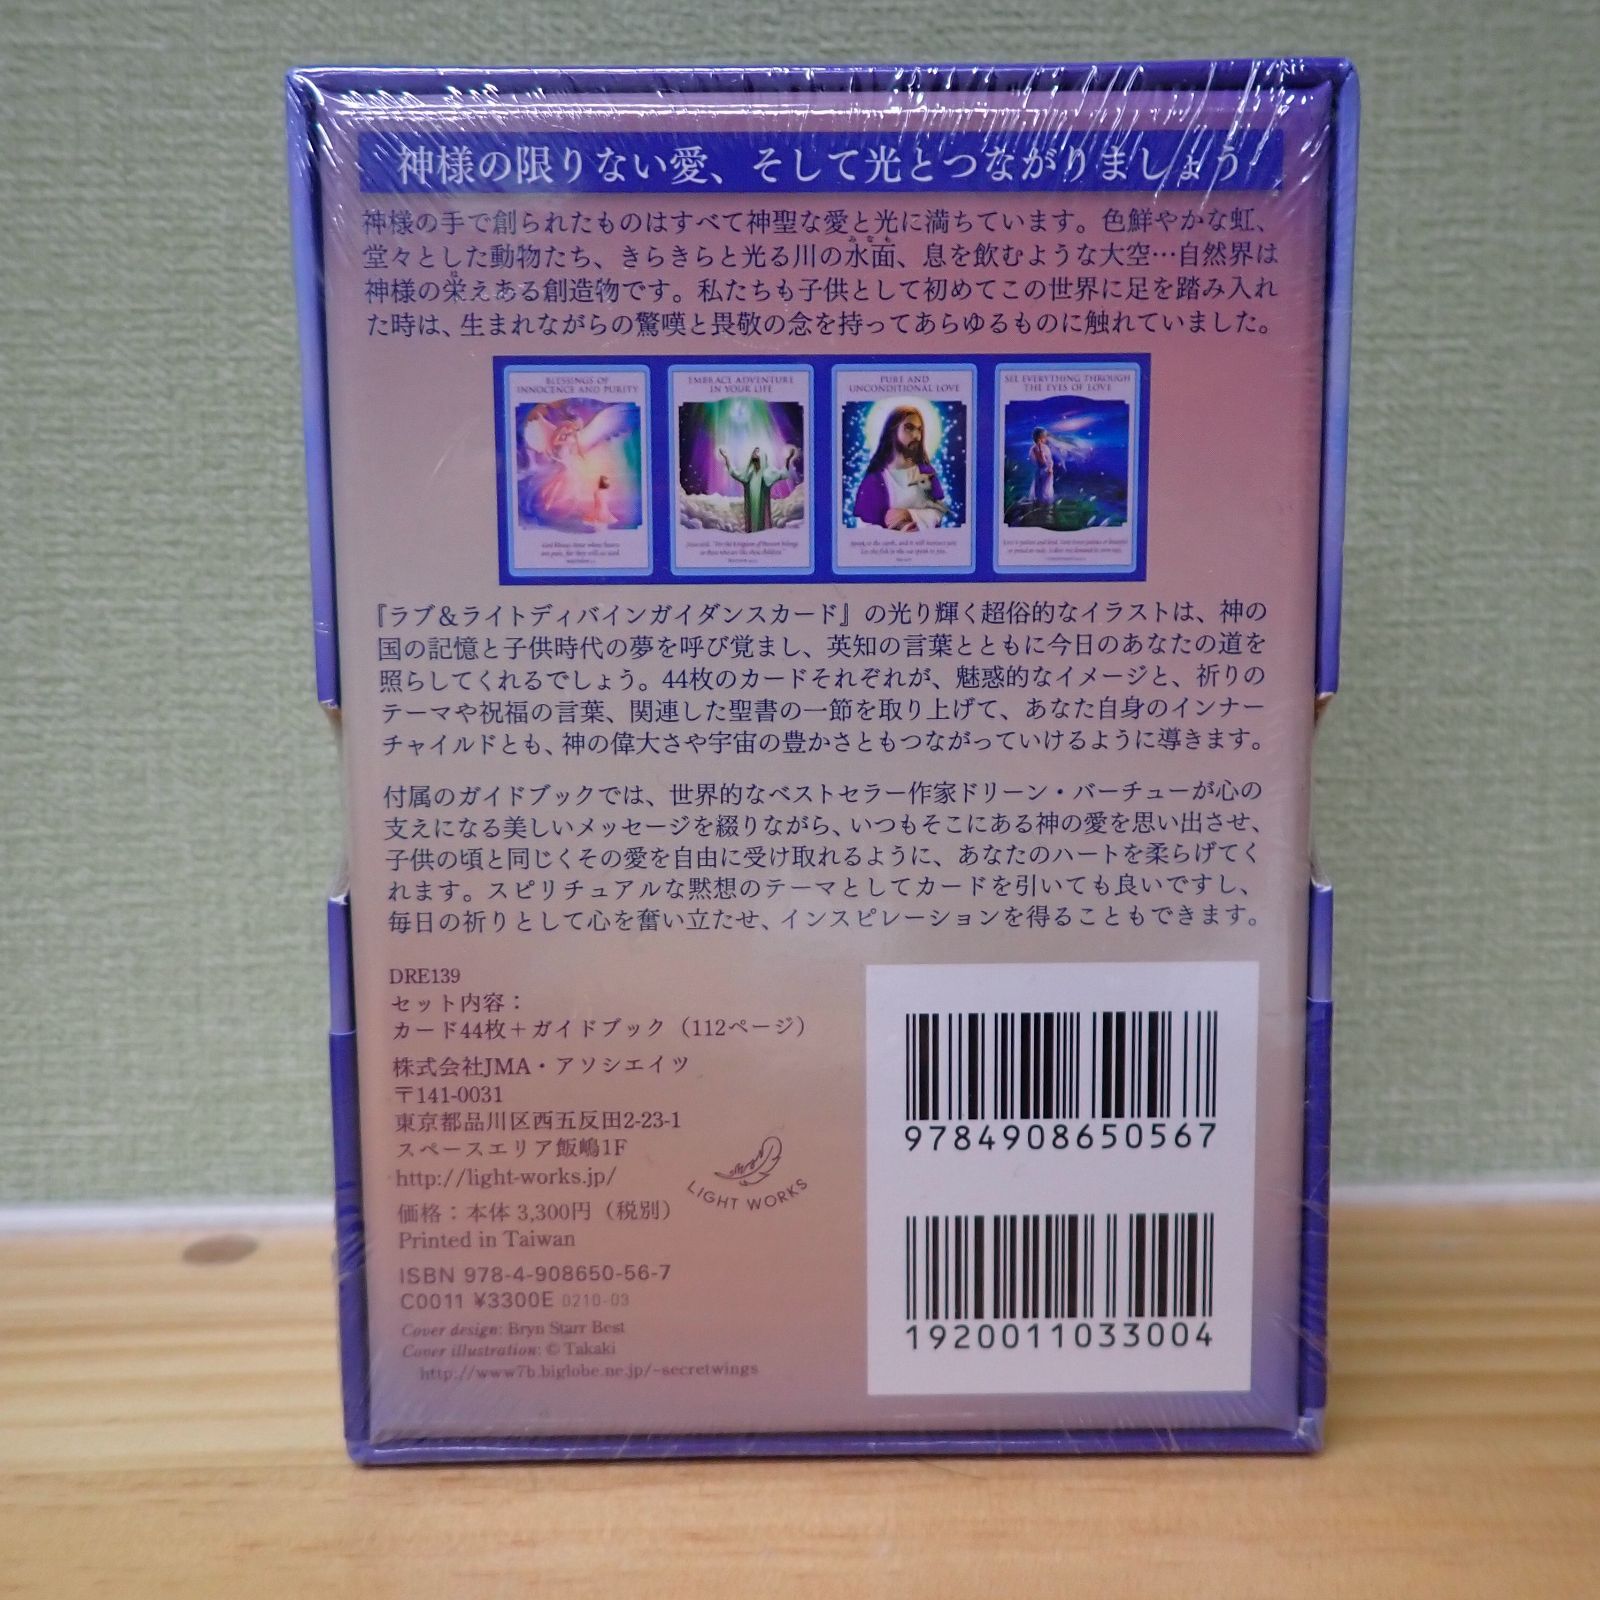 神様の限りない愛、そして光とつながりましょう
神様の手で創られたものはすべて神聖な愛と光に満ちています。色鮮やかな虹、
堂々とした動物たち、きらきらと光る川の水面、息を飲むような大空…自然界は
神様の栄えある創造物です。私たちも子供として初めてこの世界に足を踏み入れ
た時は、生まれながらの驚嘆と畏敬の念を持ってあらゆるものに触れていました。
BLESSINGS OF
INNOCENCE AND PURITY
EMBRACE ADVENTURE
IN YOUR LIFE
PURE AND
UNCONDITIONAL LOVE
SEE EVERYTHING THROUGH
THE EYES OF LOVE
『ラブ&ライトディバインガイダンスカード』の光り輝く超俗的なイラストは、神の
国の記憶と子供時代の夢を呼び覚まし、英知の言葉とともに今日のあなたの道を
照らしてくれるでしょう。44枚のカードそれぞれが、魅惑的なイメージと、祈りの
テーマや祝福の言葉、関連した聖書の一節を取り上げて、あなた自身のインナー
チャイルドとも、神の偉大さや宇宙の豊かさともつながっていけるように導きます。
付属のガイドブックでは、世界的なベストセラー作家ドリーン・バーチューが心の
支えになる美しいメッセージを綴りながら、いつもそこにある神の愛を思い出させ、
子供の頃と同じくその愛を自由に受け取れるように、あなたのハートを柔らげてく
れます。スピリチュアルな黙想のテーマとしてカードを引いても良いですし、
毎日の祈りとして心を奮い立たせ、インスピレーションを得ることもできます。
DRE139
セット内容：
カード44枚＋ガイドブック（112ページ）
株式会社JMA・アソシエイツ
〒141-0031
東京都品川区西五反田2-23-1
スペースエリア飯嶋1F
http://light-works.jp/
LIGHT WORKS
価格：本体 3,300円（税別）
Printed in Taiwan
ISBN 978-4-908650-56-7
C0011 ¥3300E 0210-03
Cover design: Bryn Starr Best
Cover illustration: © Takaki
http://www7b.biglobe.ne.jp/~secretwings
9784908650567
1920011033004